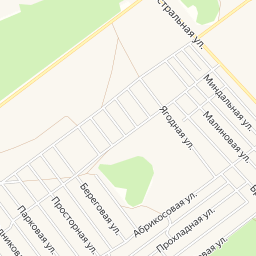 стральная ул.
Миндальная ул.
Ягодная ул.
Малиновая ул.
Береговая ул.
Абрикосовая ул.
Просторная ул.
Прохладная ул.
Парковая ул.